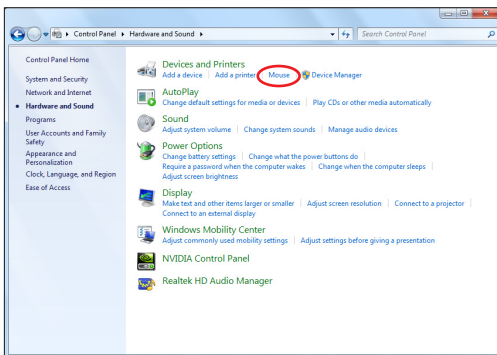 Control Panel ▸ Hardware and Sound ▸
Search Control Panel
Control Panel Home
System and Security
Network and Internet
Hardware and Sound
Programs
User Accounts and Family
Safety
Appearance and
Personalization
Clock, Language, and Region
Ease of Access
Devices and Printers
Add a device | Add a printer | Mouse | Device Manager
AutoPlay
Change default settings for media or devices | Play CDs or other media automatically
Sound
Adjust system volume | Change system sounds | Manage audio devices
Power Options
Change battery settings | Change what the power buttons do |
Require a password when the computer wakes | Change when the computer sleeps |
Adjust screen brightness
Display
Make text and other items larger or smaller | Adjust screen resolution | Connect to a projector |
Connect to an external display
Windows Mobility Center
Adjust commonly used mobility settings | Adjust settings before giving a presentation
NVIDIA Control Panel
Realtek HD Audio Manager